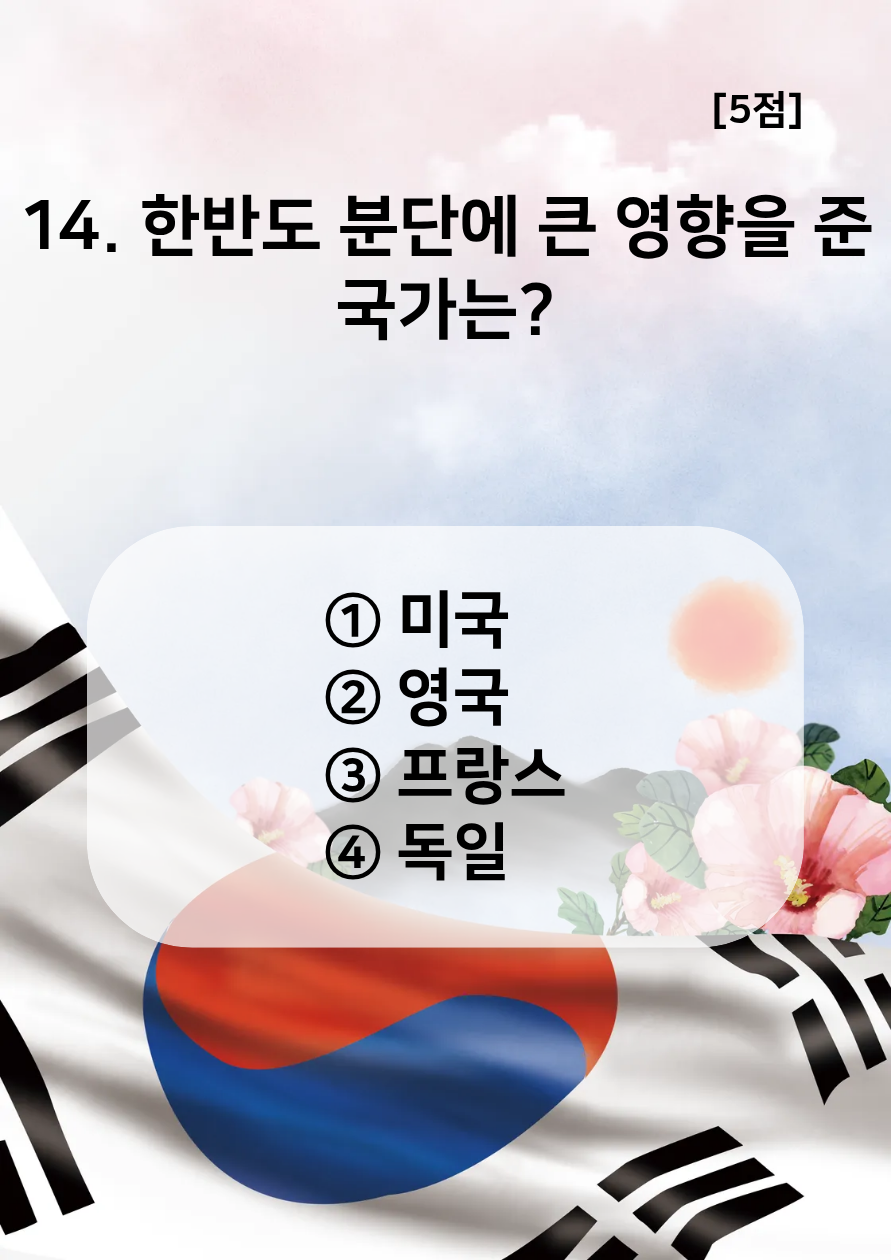 [5점]
14. 한반도 분단에 큰 영향을 준
국가는?
① 미국
② 영국
③ 프랑스
④ 독일